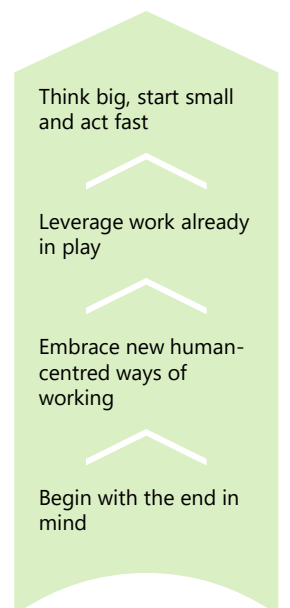 Think big, start small
and act fast
Leverage work already
in play
Embrace new human-
centred ways of
working
Begin with the end in
mind